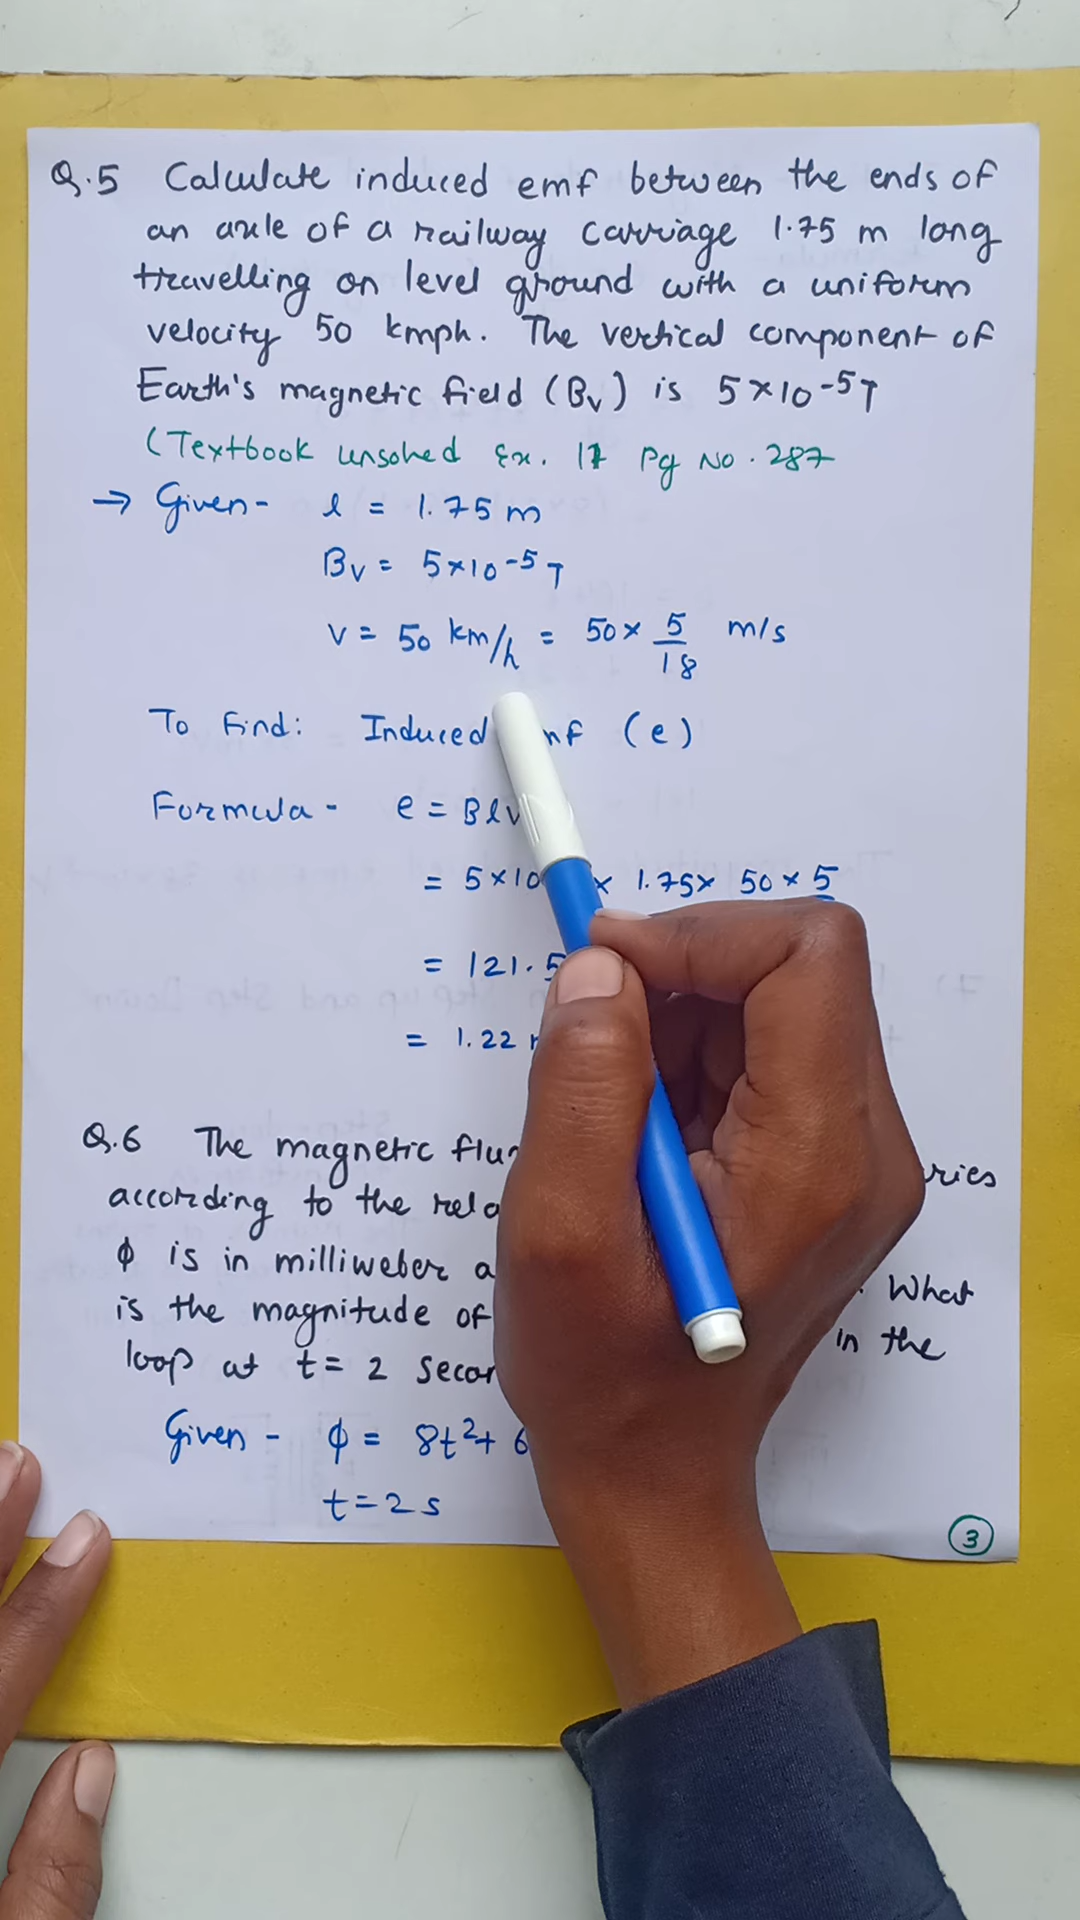 Q.5 Calculate induced emf between the ends of
an axle of a railway carriage 1.75 m long
travelling on level ground with a uniform
velocity 50 kmph. The vertical component of
Earth's magnetic field (Bv) is 5×10⁻⁵T
(Textbook unsolved Ex. 17 Pg No. 287
→ Given- l = 1.75 m
Bv = 5×10⁻⁵ T
v = 50 km/h = 50 × 5/18 m/s
To Find: Induced (e)
Formula - e = Blv
= 5×10 × 1.75 × 50 × 5
= 121.5
= 1.22
Q.6 The magnetic ries
according to the
ϕ is in milliweber What
is the magnitude of in the
loop at t = 2
Given - ϕ = 8t² + 6
t = 2 s
3